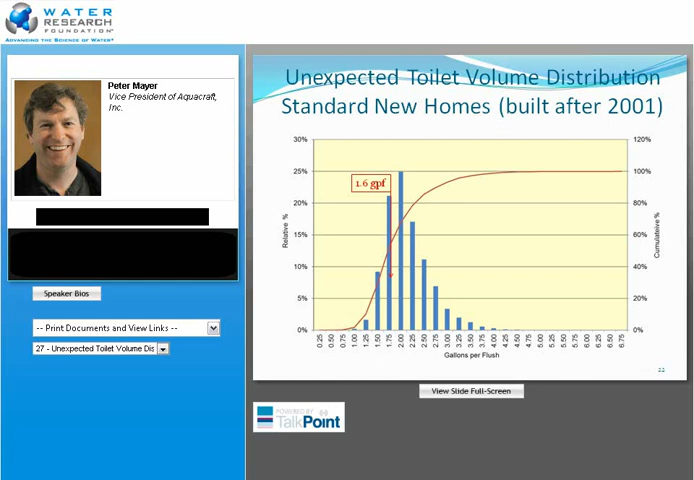 WATER
RESEARCH
FOUNDATION®
ADVANCING THE SCIENCE OF WATER®
Peter Mayer
Vice President of Aquacraft,
Inc.
Speaker Bios
-- Print Documents and View Links --
27 - Unexpected Toilet Volume Dis
Unexpected Toilet Volume Distribution
Standard New Homes (built after 2001)
30%
25%
20%
15%
10%
5%
0%
Relative %
1.6 gpf
120%
100%
80%
60%
40%
20%
0%
Cumulateive %
0.25 0.50 0.75 1.00 1.25 1.50 1.75 2.00 2.25 2.50 2.75 3.00 3.25 3.50 3.75 4.00 4.25 4.50 4.75 5.00 5.25 5.50 5.75 6.00 6.25 6.50 6.75
Gallons per Flush
22
View Slide Full-Screen
POWERED BY
TalkPoint